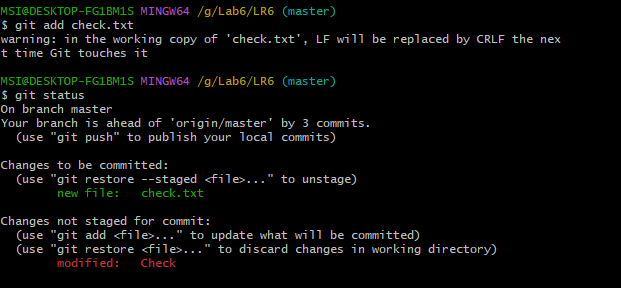 MSI@DESKTOP-FG1BM1S MINGW64 /g/Lab6/LR6 (master)
$ git add check.txt
warning: in the working copy of 'check.txt', LF will be replaced by CRLF the nex
t time Git touches it

MSI@DESKTOP-FG1BM1S MINGW64 /g/Lab6/LR6 (master)
$ git status
On branch master
Your branch is ahead of 'origin/master' by 3 commits.
  (use "git push" to publish your local commits)

Changes to be committed:
  (use "git restore --staged <file>..." to unstage)
        new file:   check.txt

Changes not staged for commit:
  (use "git add <file>..." to update what will be committed)
  (use "git restore <file>..." to discard changes in working directory)
        modified:   Check